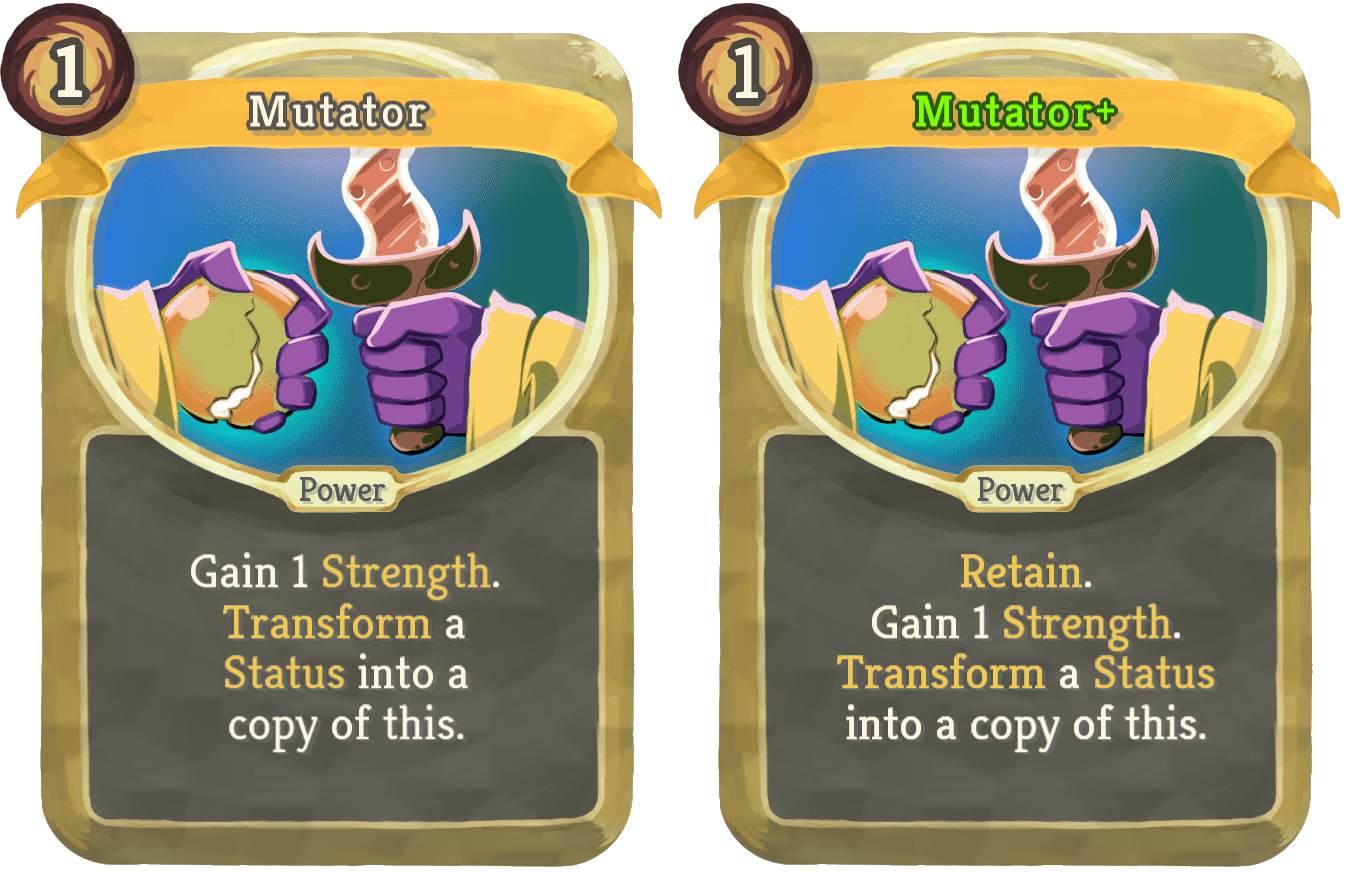 1
Mutator
Power
Gain 1 Strength.
Transform a
Status into a
copy of this.
1
Mutator+
Power
Retain.
Gain 1 Strength.
Transform a Status
into a copy of this.